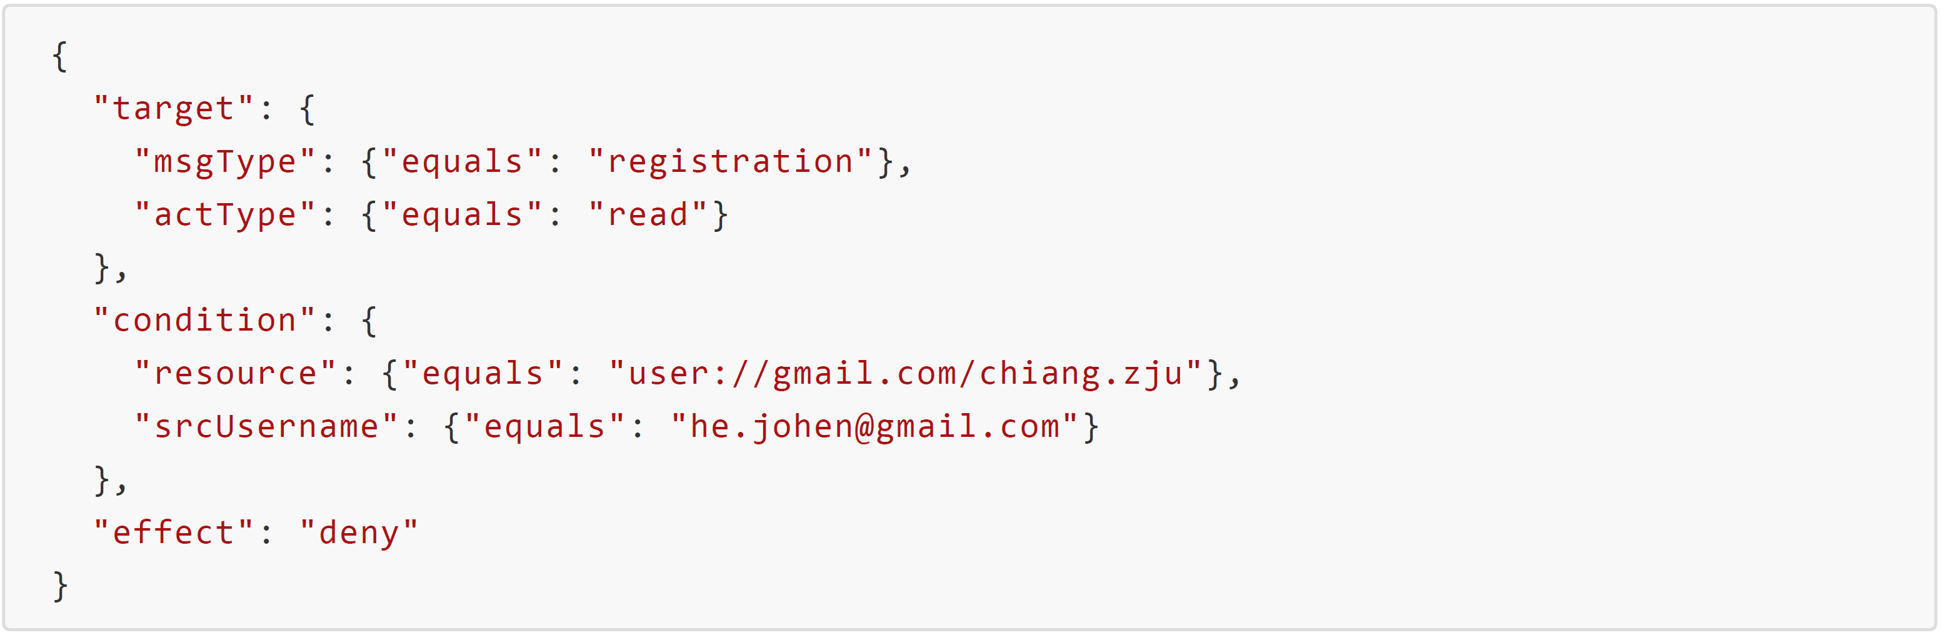 {
  "target": {
    "msgType": {"equals": "registration"},
    "actType": {"equals": "read"}
  },
  "condition": {
    "resource": {"equals": "user://gmail.com/chiang.zju"},
    "srcUsername": {"equals": "he.johen@gmail.com"}
  },
  "effect": "deny"
}